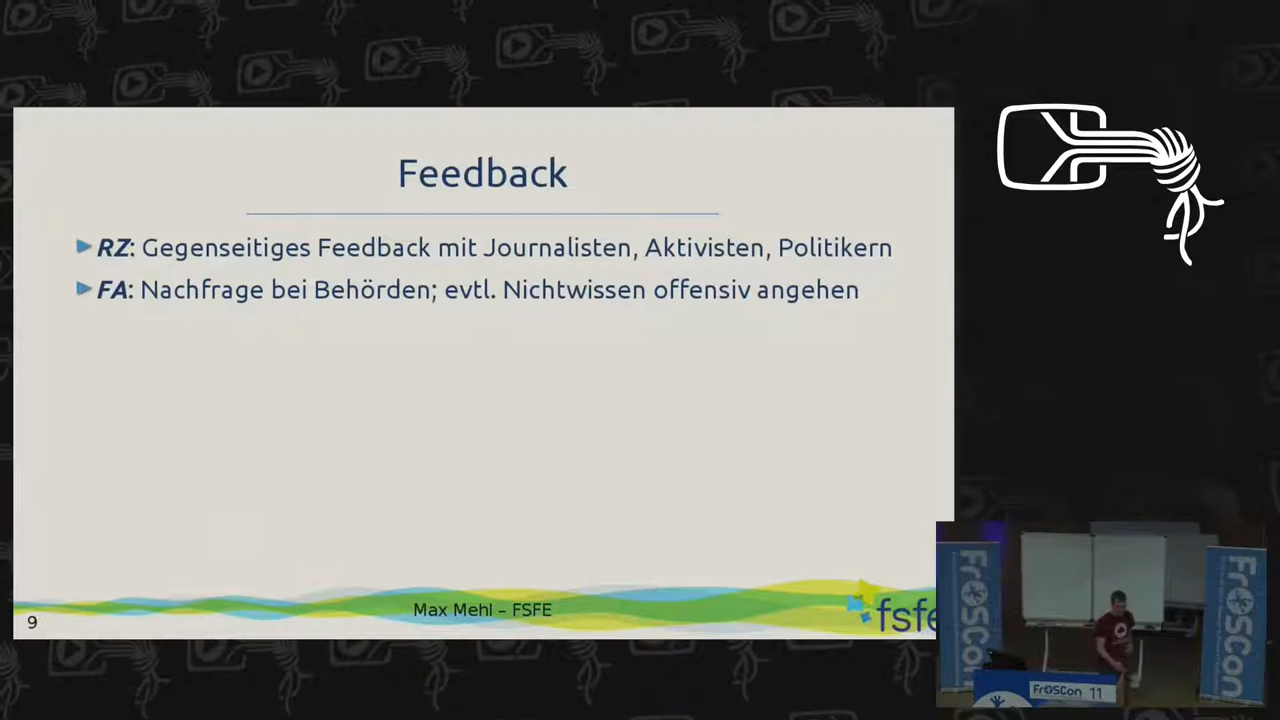 Feedback
RZ: Gegenseitiges Feedback mit Journalisten, Aktivisten, Politikern
FA: Nachfrage bei Behörden; evtl. Nichtwissen offensiv angehen
Max Mehl – FSFE
fsfe
9
FrOSCon
FrOSCon
FrOSCon 11